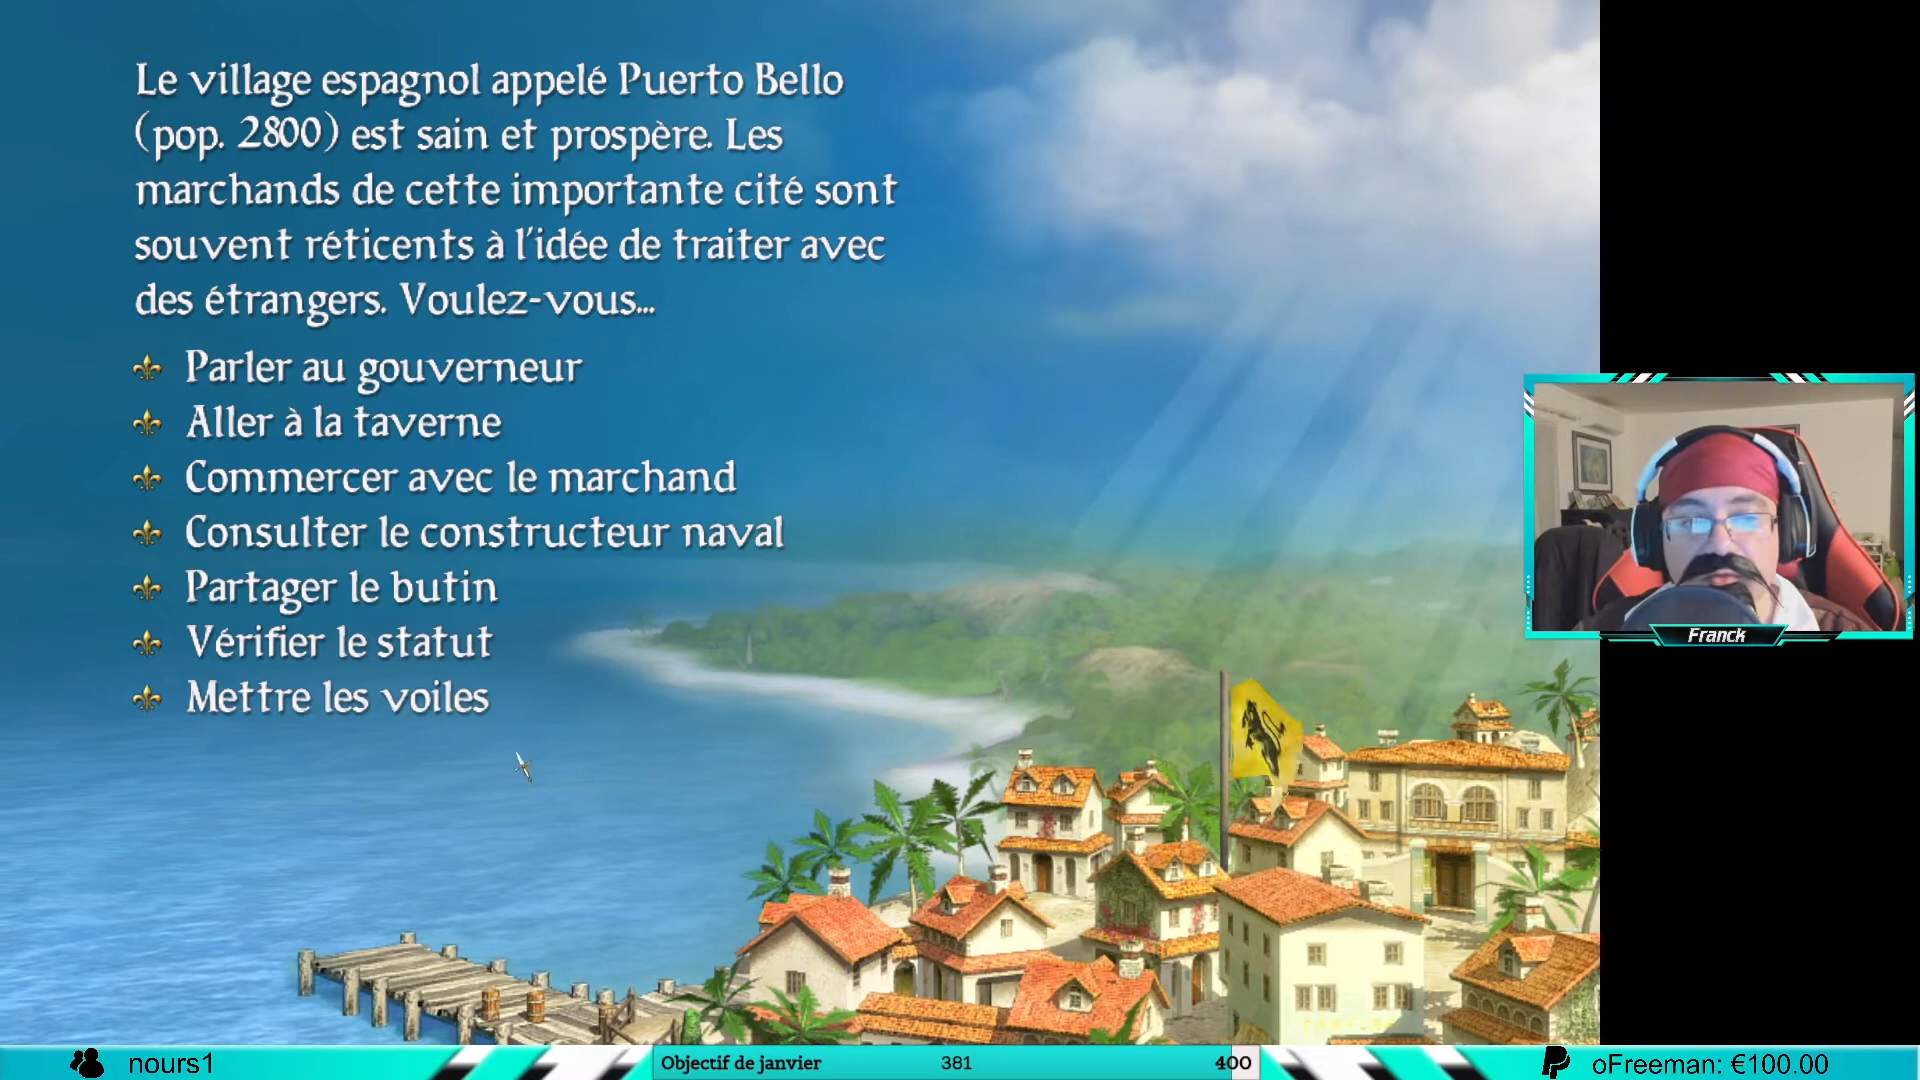 Le village espagnol appelé Puerto Bello
(pop. 2800) est sain et prospère. Les
marchands de cette importante cité sont
souvent réticents à l'idée de traiter avec
des étrangers. Voulez-vous...
Parler au gouverneur
Aller à la taverne
Commercer avec le marchand
Consulter le constructeur naval
Partager le butin
Vérifier le statut
Mettre les voiles
Franck
nours1
Objectif de janvier 381 400
oFreeman: €100.00